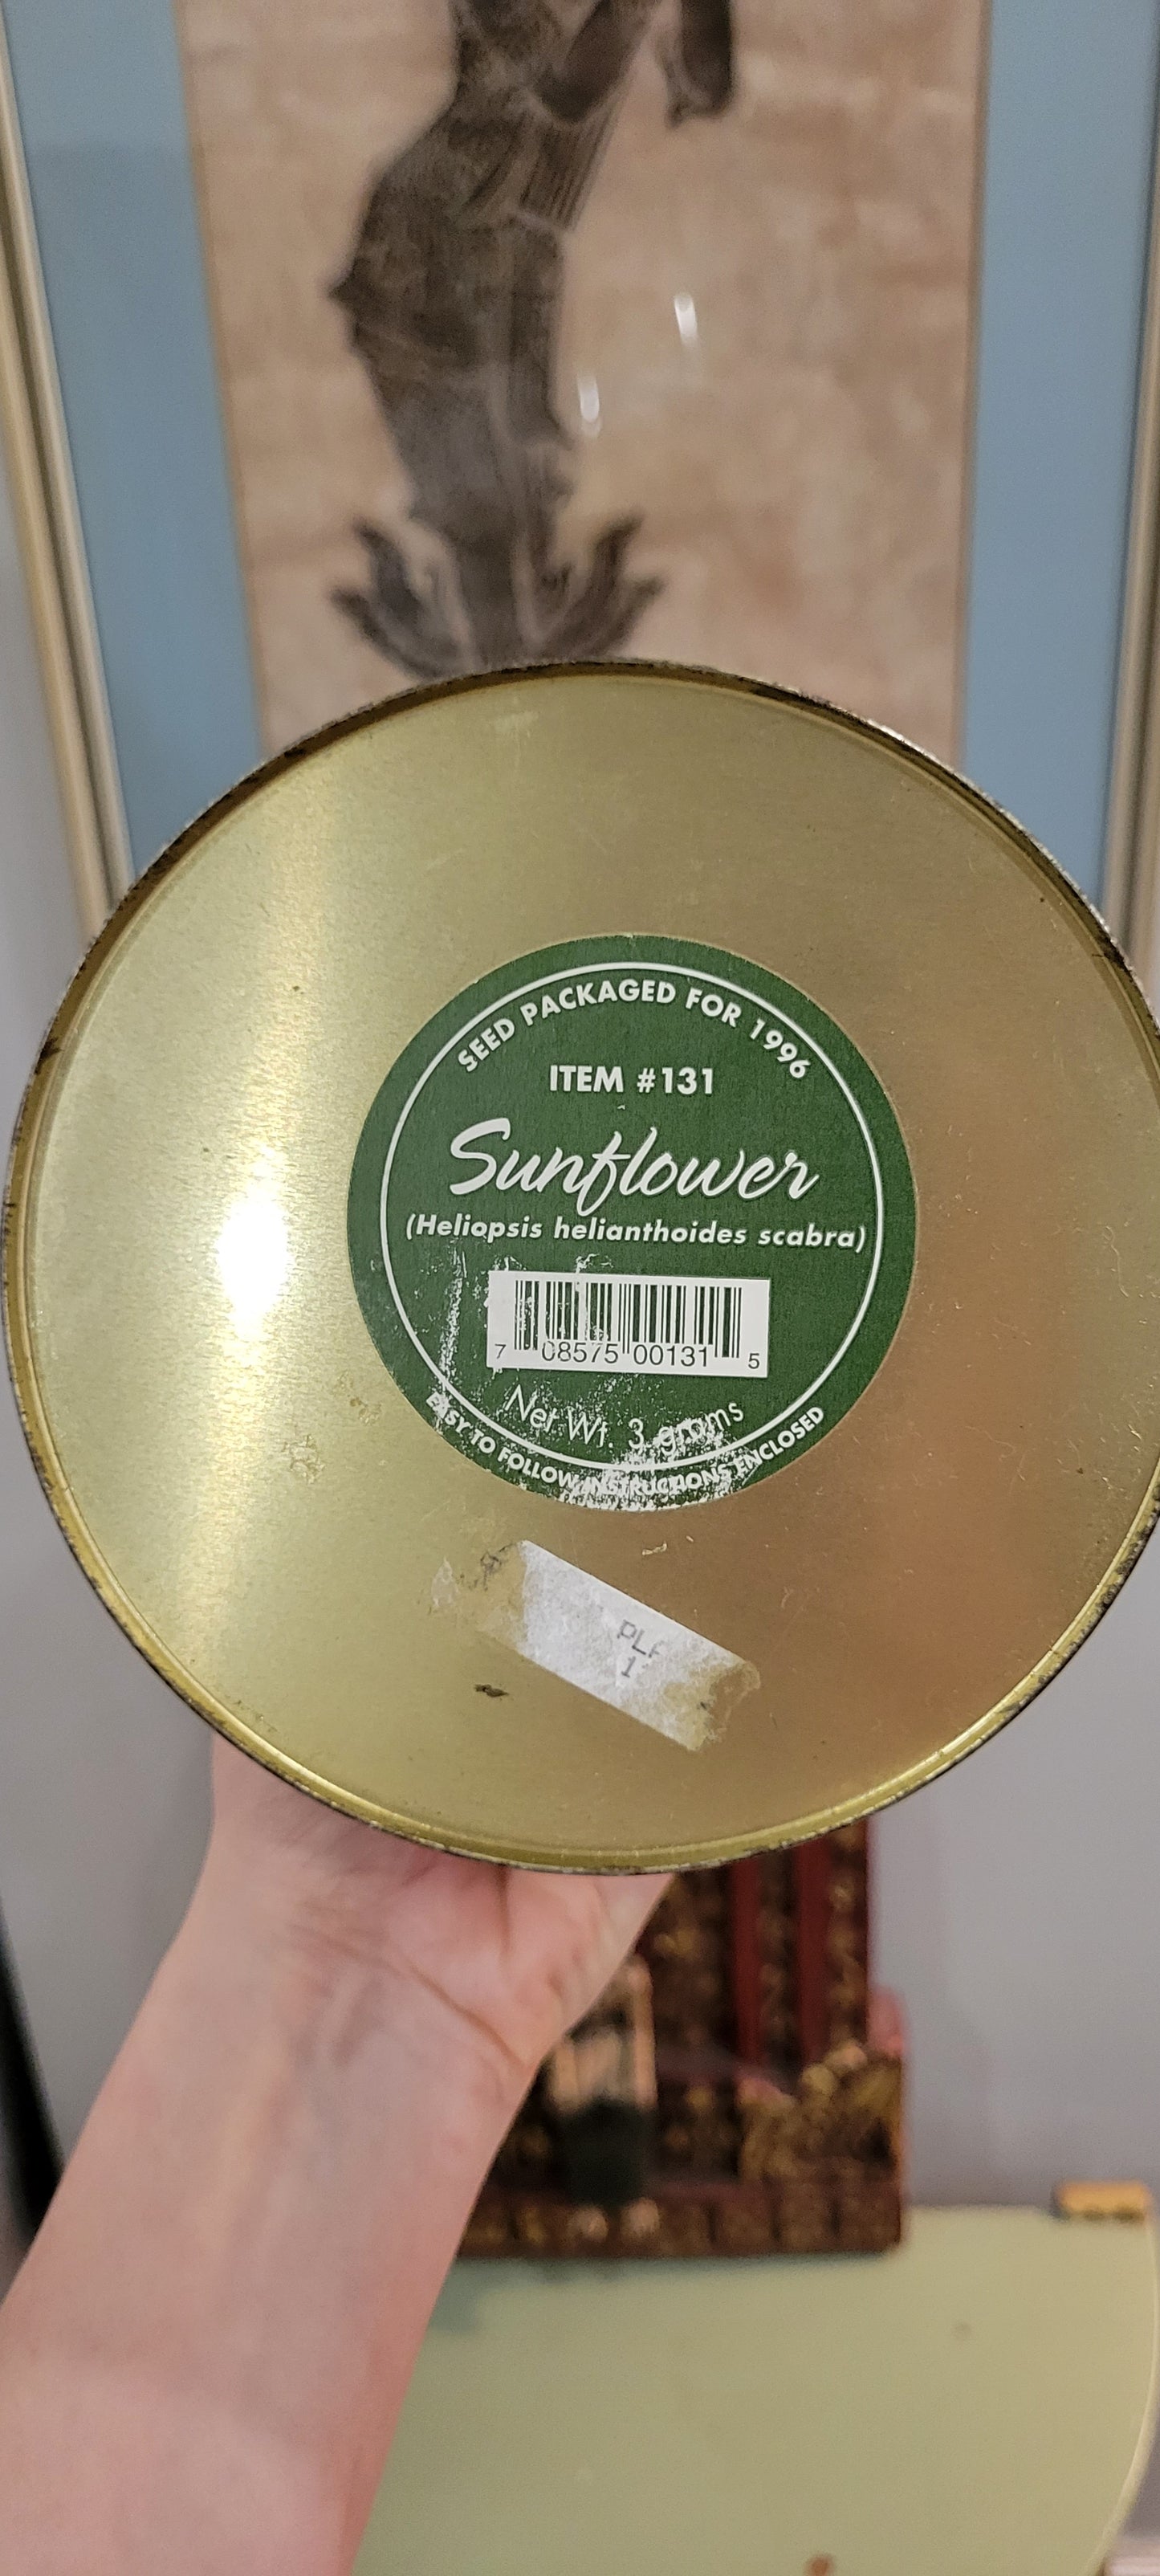 SEED PACKAGED FOR 1996
ITEM #131
Sunflower
(Heliopsis helianthoides scabra)
7 08575 00131 5
Net Wt. 3 grams
EASY TO FOLLOW INSTRUCTIONS ENCLOSED
1